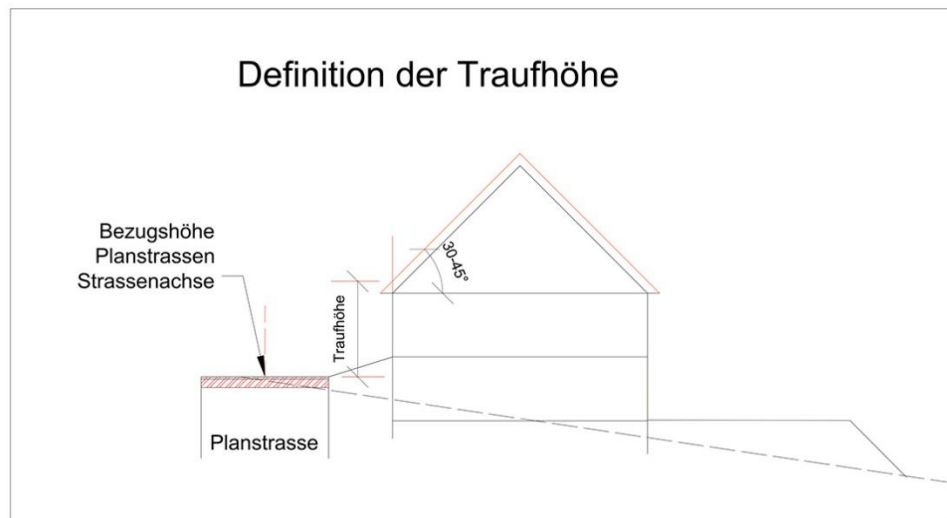 Definition der Traufhöhe
Bezugshöhe
Planstrassen
Strassenachse
30-45°
Traufhöhe
Planstrasse